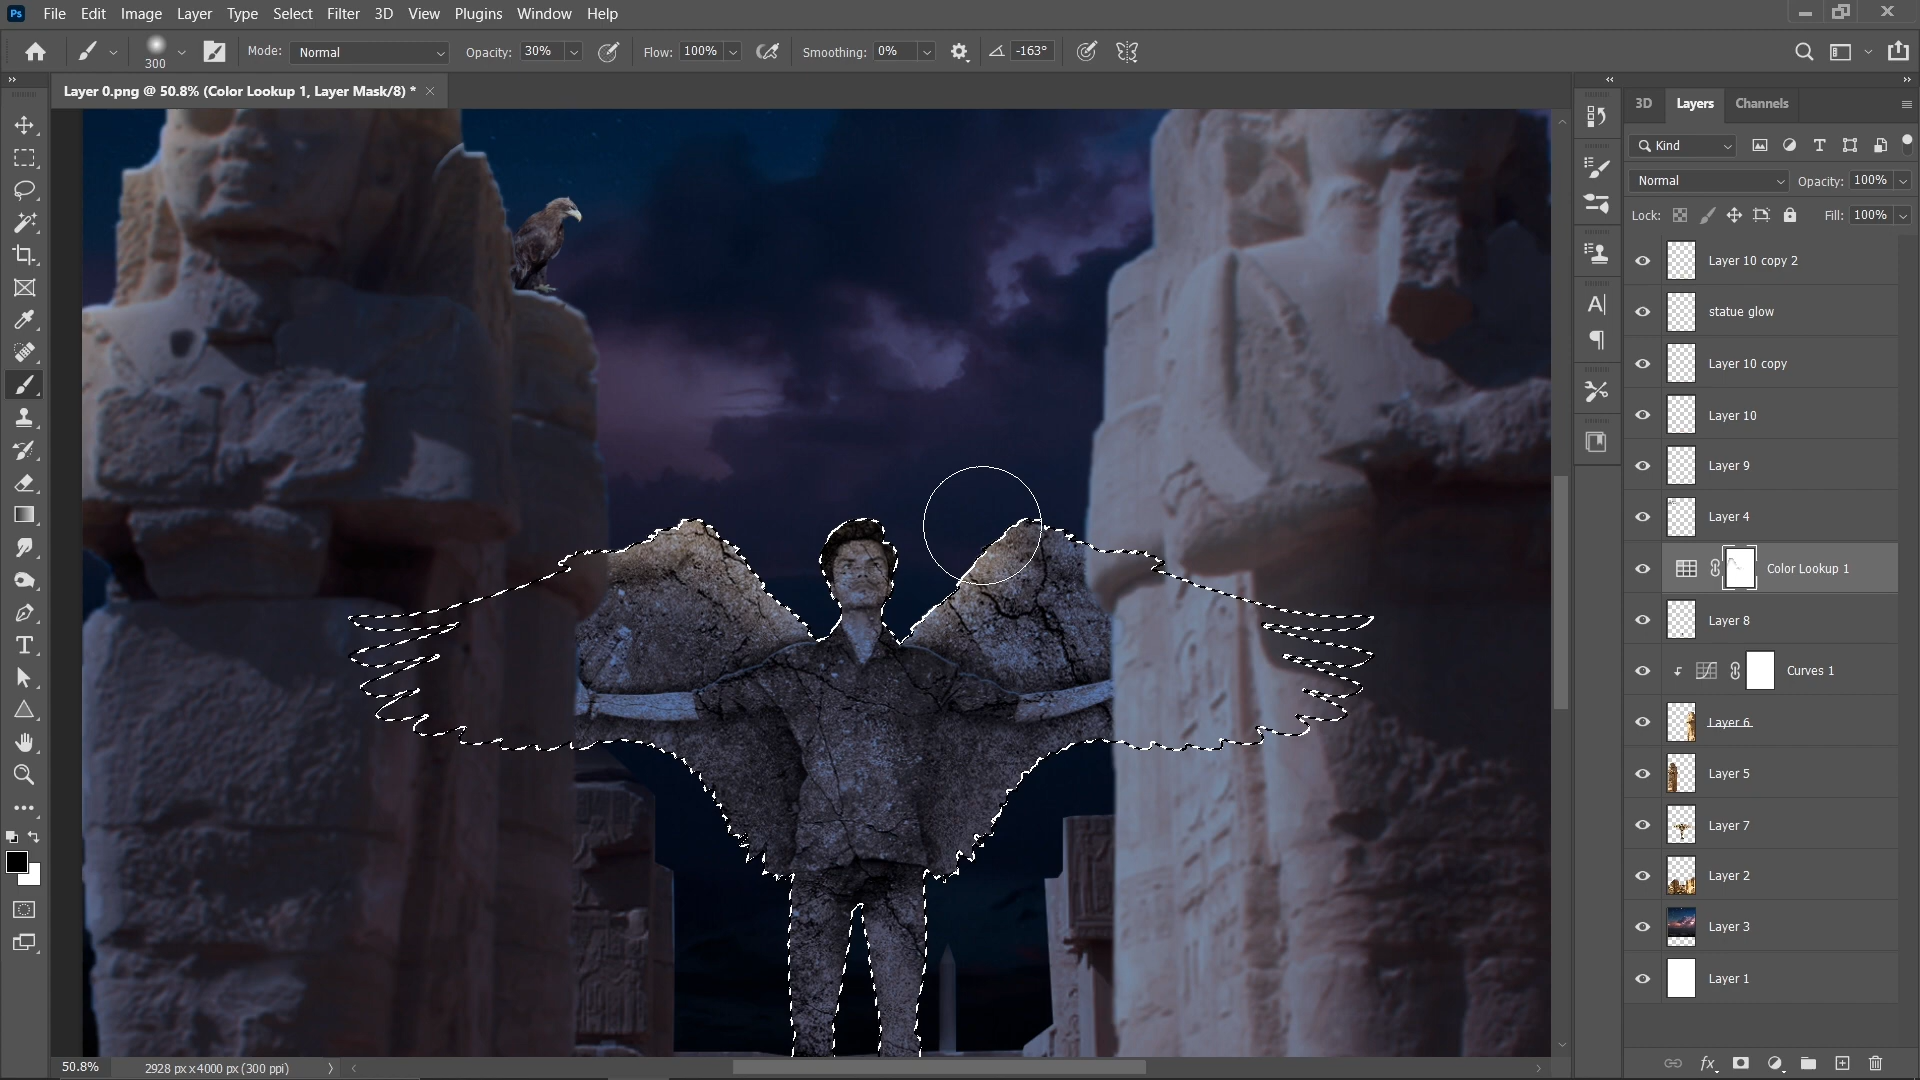 Ps File Edit Image Layer Type Select Filter 3D View Plugins Window Help
300 Mode: Normal Opacity: 30% Flow: 100% Smoothing: 0% -163°
Layer 0.png @ 50.8% (Color Lookup 1, Layer Mask/8) *
3D Layers Channels
Kind
Normal Opacity: 100%
Lock: Fill: 100%
Layer 10 copy 2
statue glow
Layer 10 copy
Layer 10
Layer 9
Layer 4
Color Lookup 1
Layer 8
Curves 1
Layer 6
Layer 5
Layer 7
Layer 2
Layer 3
Layer 1
50.8% 2928 px x 4000 px (300 ppi)